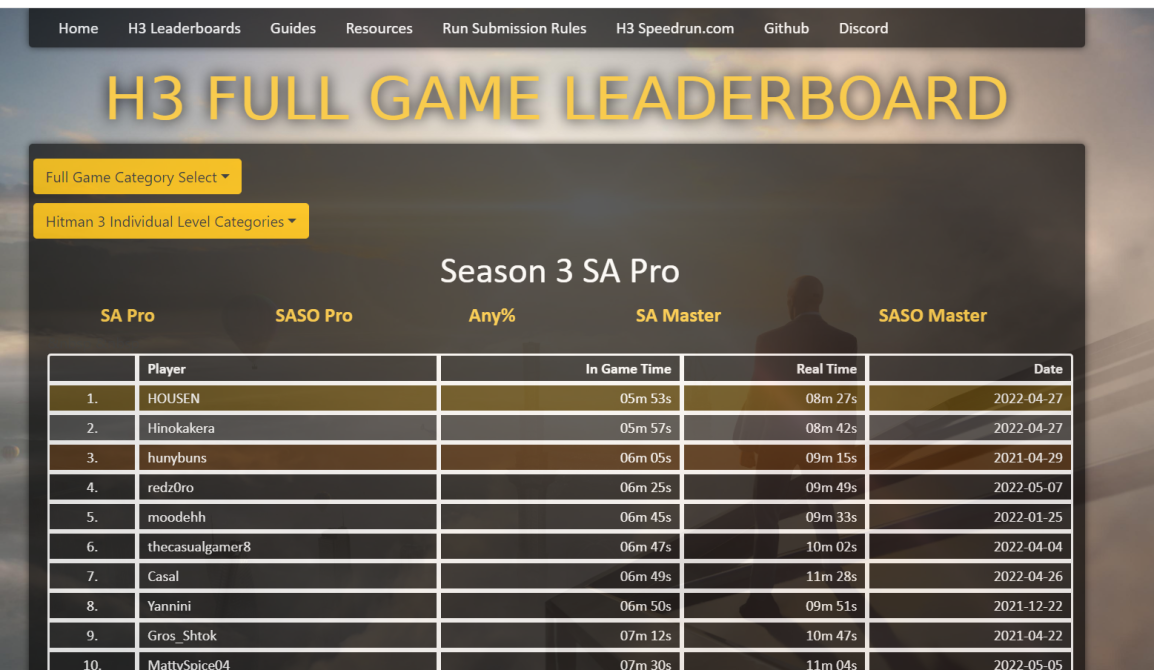 Home H3 Leaderboards Guides Resources Run Submission Rules H3 Speedrun.com Github Discord
H3 FULL GAME LEADERBOARD
Full Game Category Select
Hitman 3 Individual Level Categories
Season 3 SA Pro
SA Pro SASO Pro Any% SA Master SASO Master
Player In Game Time Real Time Date
1. HOUSEN 05m 53s 08m 27s 2022-04-27
2. Hinokakera 05m 57s 08m 42s 2022-04-27
3. hunybuns 06m 05s 09m 15s 2021-04-29
4. redz0ro 06m 25s 09m 49s 2022-05-07
5. moodehh 06m 45s 09m 33s 2022-01-25
6. thecasualgamer8 06m 47s 10m 02s 2022-04-04
7. Casal 06m 49s 11m 28s 2022-04-26
8. Yannini 06m 50s 09m 51s 2021-12-22
9. Gros_Shtok 07m 12s 10m 47s 2021-04-22
10. MattySpice04 07m 30s 11m 04s 2022-05-05